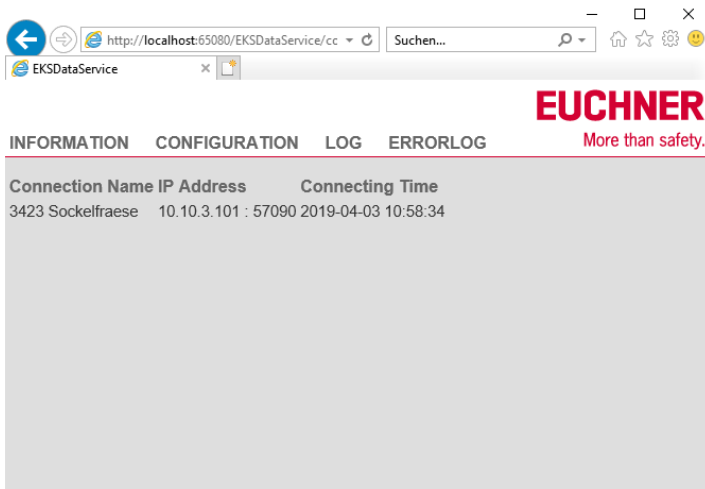 http://localhost:65080/EKSDataService/cc
Suchen...
EKSDataService
EUCHNER
More than safety.
INFORMATION CONFIGURATION LOG ERRORLOG
Connection Name IP Address Connecting Time
3423 Sockelfraese 10.10.3.101 : 57090 2019-04-03 10:58:34